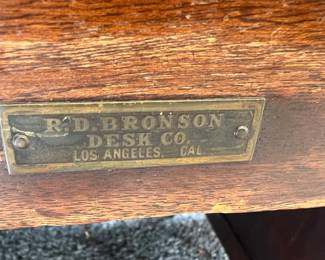 R.D. BRONSON
DESK CO.
LOS ANGELES CAL